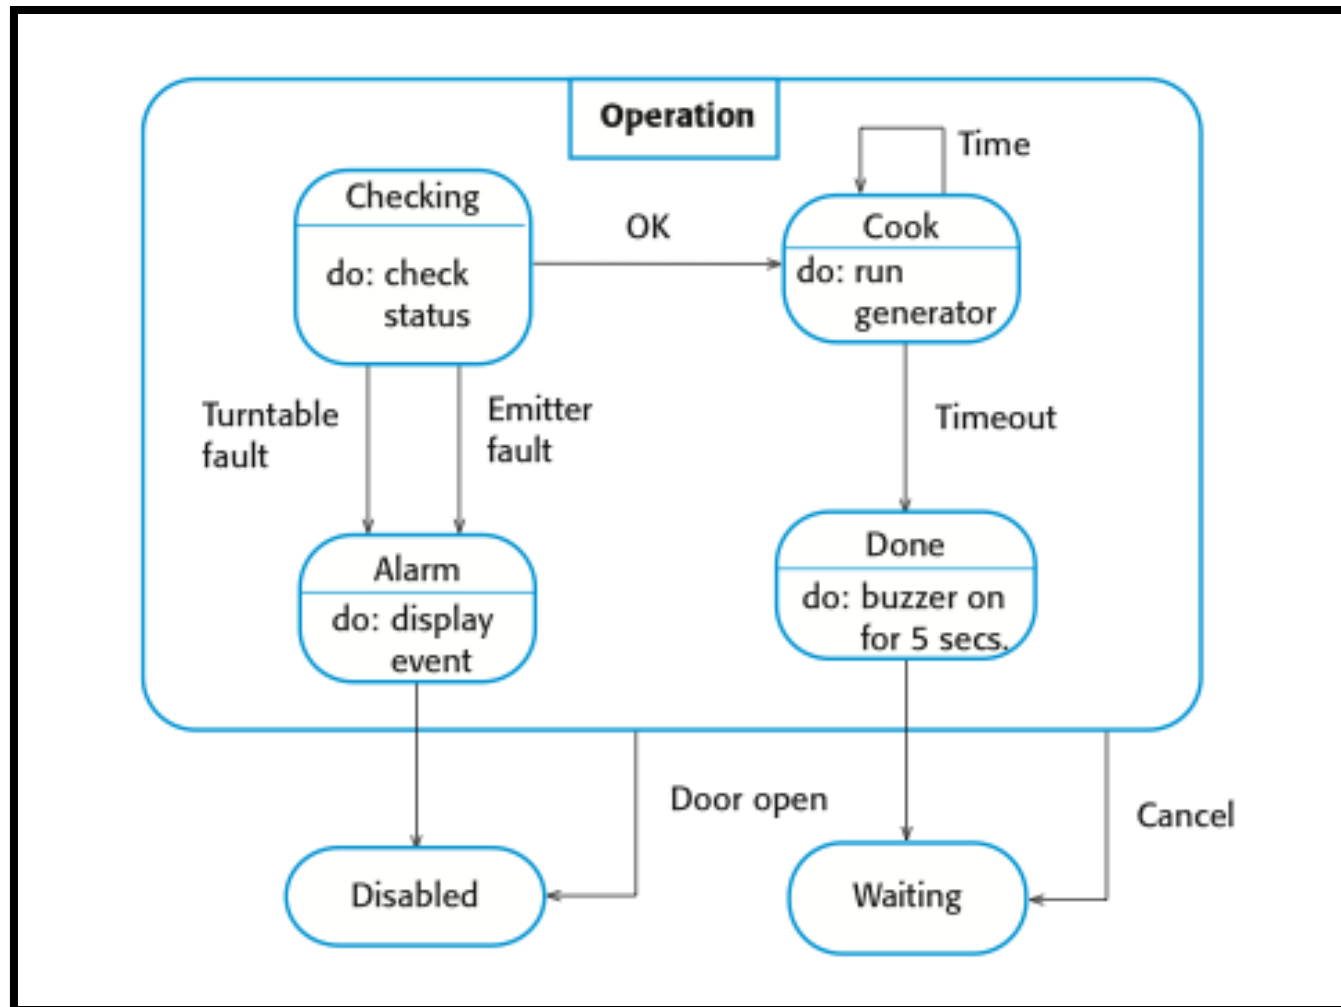 Operation
Checking
do: check
status
OK
Time
Cook
do: run
generator
Turntable
fault
Emitter
fault
Timeout
Alarm
do: display
event
Done
do: buzzer on
for 5 secs.
Door open
Cancel
Disabled
Waiting